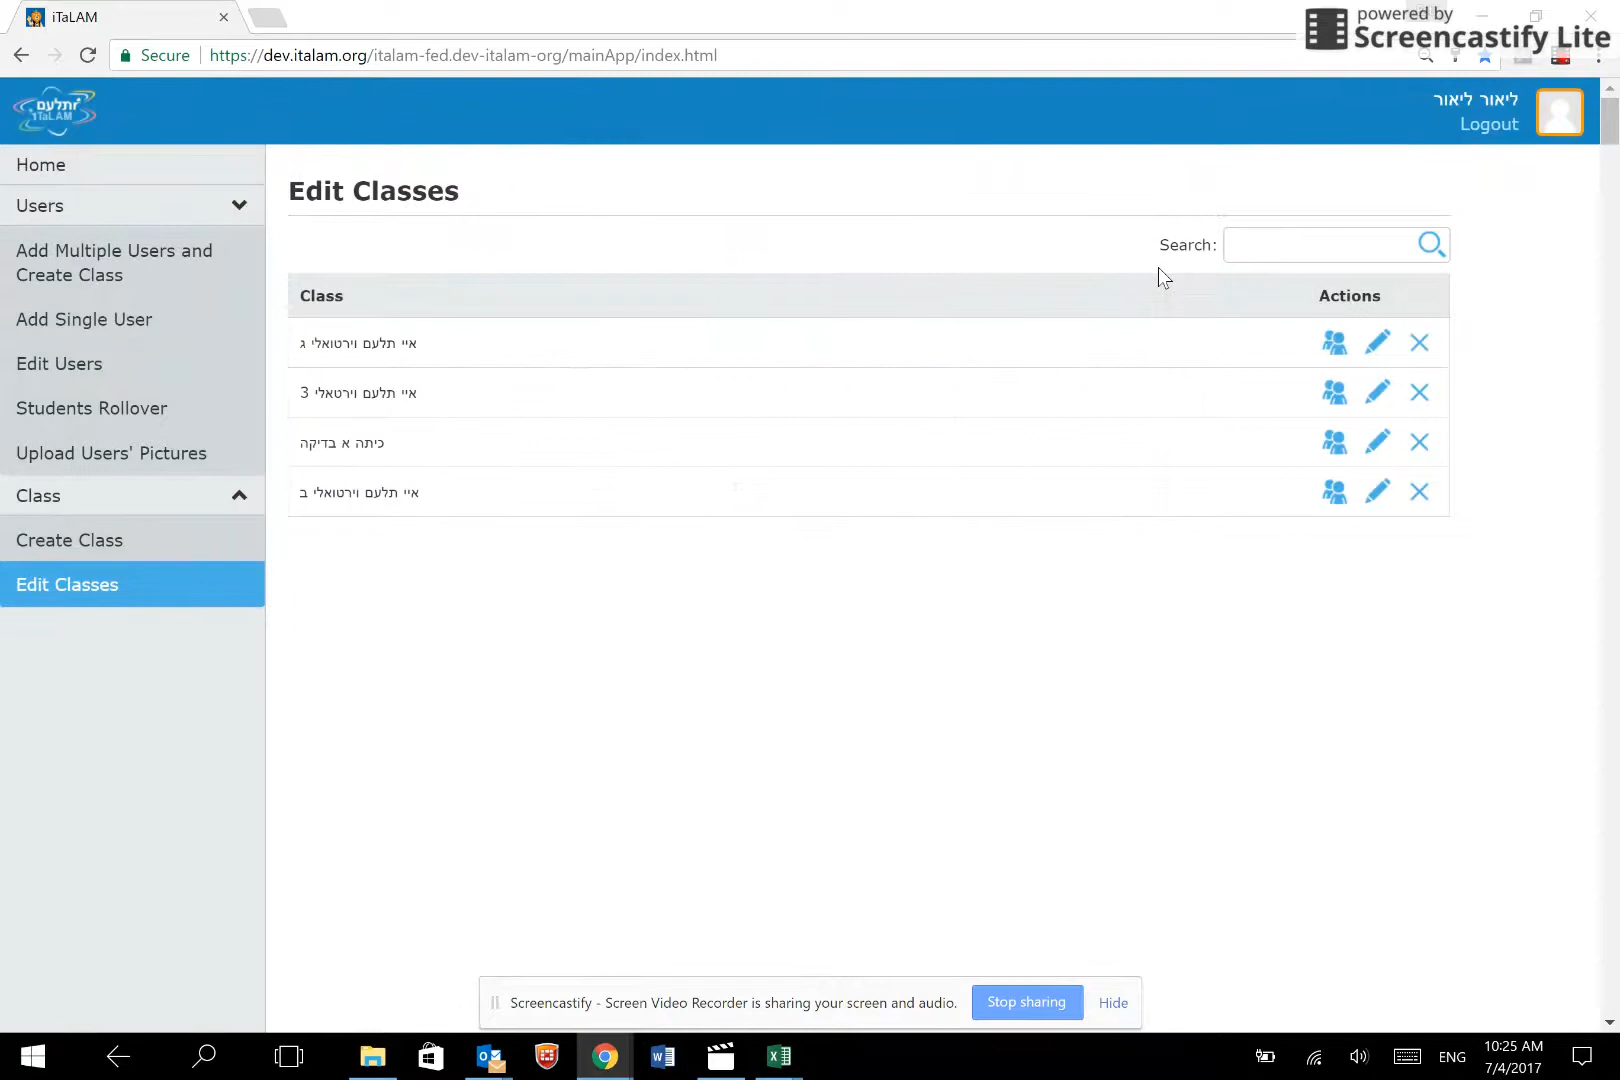 iTaLAM
powered by
Screencastify Lite
Secure
https://dev.italam.org/italam-fed.dev-italam-org/mainApp/index.html
יתלעם
iTaLAM
ליאור ליאור
Logout
Home
Users
Add Multiple Users and
Create Class
Add Single User
Edit Users
Students Rollover
Upload Users' Pictures
Class
Create Class
Edit Classes
Edit Classes
Search:
Class Actions
איי תלעם וירטואלי ג
איי תלעם וירטאלי 3
כיתה א בדיקה
איי תלעם וירטואלי ב
Screencastify - Screen Video Recorder is sharing your screen and audio.
Stop sharing
Hide
ENG
10:25 AM
7/4/2017